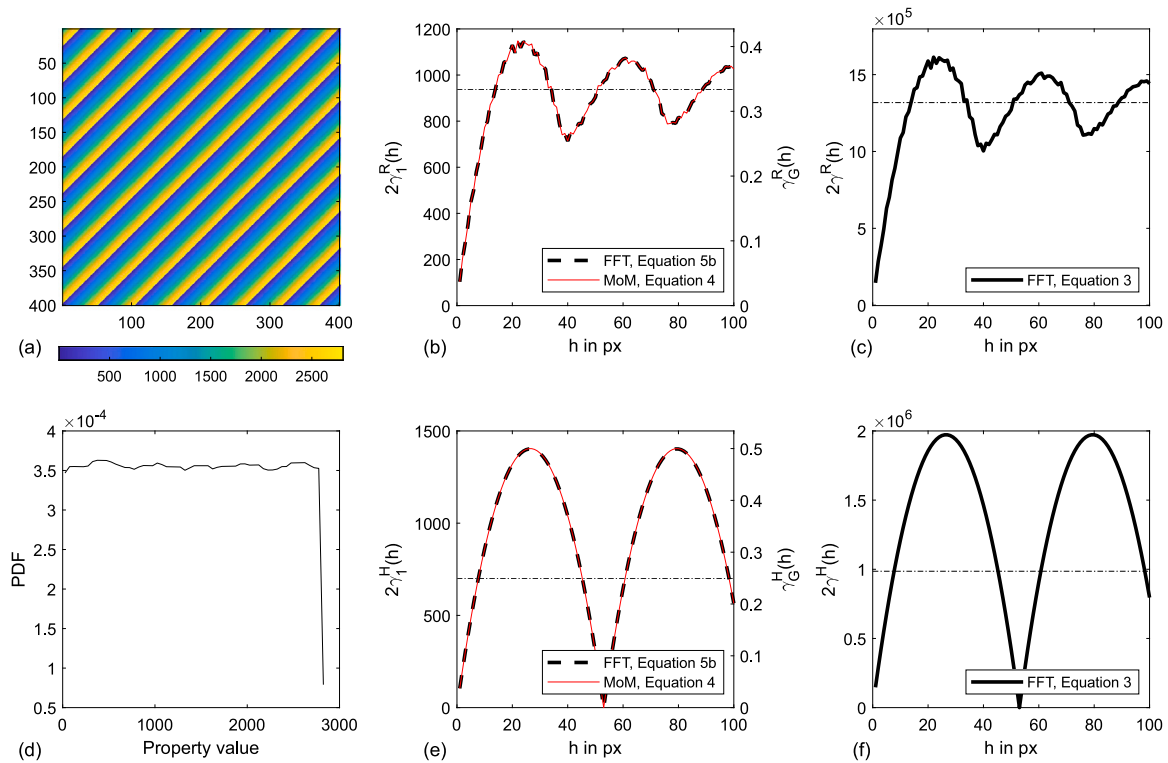 50
100
150
200
250
300
350
400
100 200 300 400
(a)
500 1000 1500 2000 2500
1200
1000
800
600
400
200
0
2γ₁ᴿ(h)
0.4
0.3
0.2
0.1
0
γ_Gᴿ(h)
FFT, Equation 5b
MoM, Equation 4
0 20 40 60 80 100
(b) h in px
×10⁵
15
10
5
0
2γᴿ(h)
FFT, Equation 3
0 20 40 60 80 100
(c) h in px
×10⁻⁴
4
3.5
3
2.5
2
1.5
1
0.5
PDF
0 1000 2000 3000
(d) Property value
1500
1000
500
0
2γ₁ᴴ(h)
0.5
0.4
0.3
0.2
0.1
0
γ_Gᴴ(h)
FFT, Equation 5b
MoM, Equation 4
0 20 40 60 80 100
(e) h in px
×10⁶
2
1.5
1
0.5
0
2γᴴ(h)
FFT, Equation 3
0 20 40 60 80 100
(f) h in px